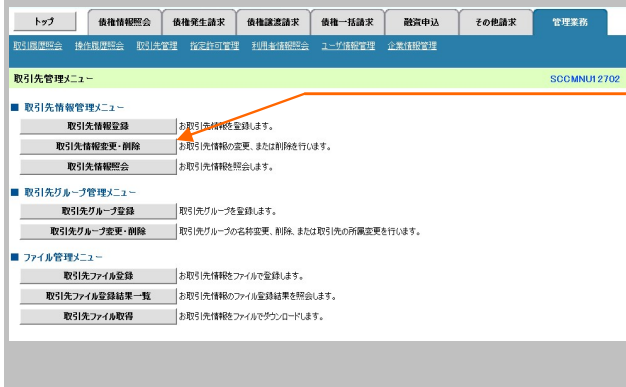 トップ 債権情報照会 債権発生請求 債権譲渡請求 債権一括請求 融資申込 その他請求 管理業務
取引履歴照会 操作履歴照会 取引先管理 指定許可管理 利用者情報照会 ユーザ情報管理 企業情報管理
取引先管理メニュー SCCMNU12702
■ 取引先情報管理メニュー
取引先情報登録 お取引先情報を登録します。
取引先情報変更・削除 お取引先情報の変更、または削除を行います。
取引先情報照会 お取引先情報を照会します。
■ 取引先グループ管理メニュー
取引先グループ登録 取引先グループを登録します。
取引先グループ変更・削除 取引先グループの名称変更、削除、または取引先の所属変更を行います。
■ ファイル管理メニュー
取引先ファイル登録 お取引先情報をファイルで登録します。
取引先ファイル登録結果一覧 お取引先情報のファイル登録結果を照会します。
取引先ファイル取得 お取引先情報をファイルでダウンロードします。